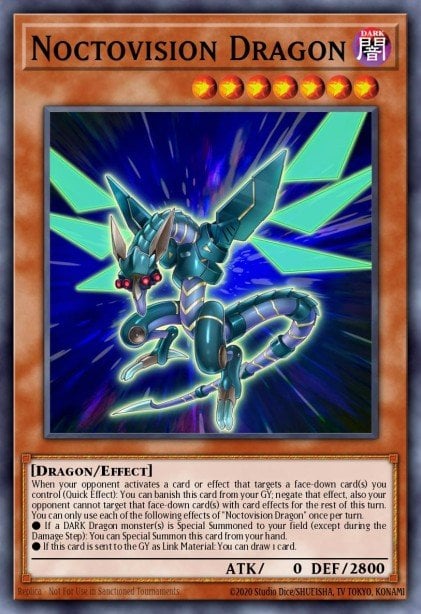 Noctovision Dragon
DARK
闇
[Dragon/Effect]
When your opponent activates a card or effect that targets a face-down card(s) you
control (Quick Effect): You can banish this card from your GY; negate that effect, also your
opponent cannot target that face-down card(s) with card effects for the rest of this turn.
You can only use each of the following effects of "Noctovision Dragon" once per turn.
● If a DARK Dragon monster(s) is Special Summoned to your field (except during the
Damage Step): You can Special Summon this card from your hand.
● If this card is sent to the GY as Link Material: You can draw 1 card.
ATK/ 0 DEF/2800
Replica - Not For Use in Sanctioned Tournaments
©2020 Studio Dice/SHUEISHA, TV TOKYO, KONAMI